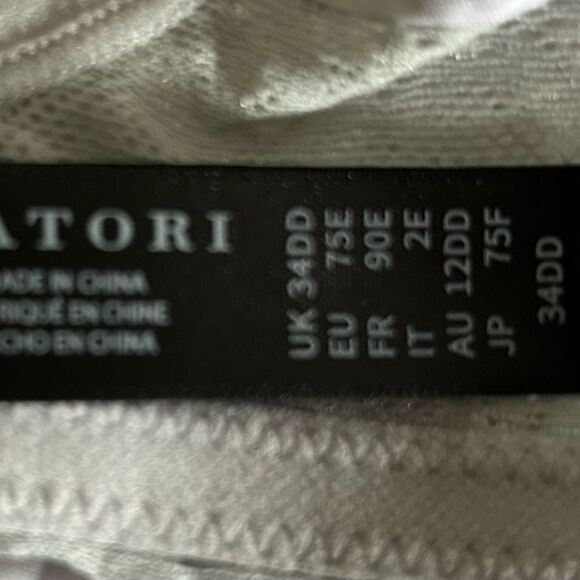 ATORI
MADE IN CHINA
RIQUÉ EN CHINE
CHO EN CHINA
UK 34DD
EU 75E
FR 90E
IT 2E
AU 12DD
JP 75F
34DD